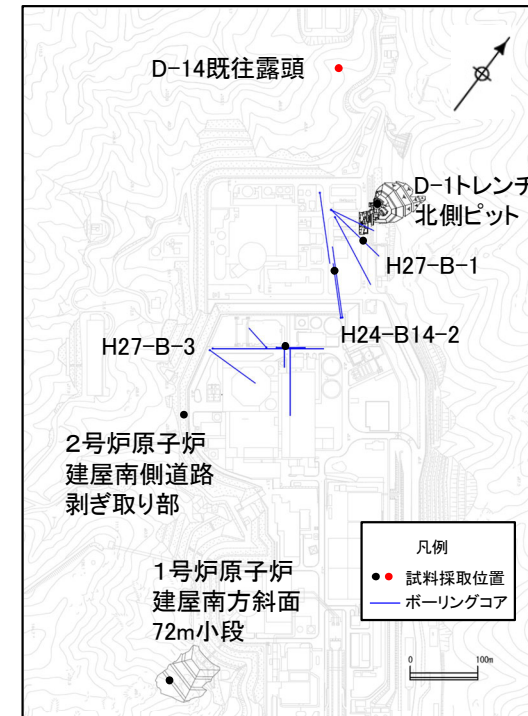 D-14既往露頭
D-1トレンチ
北側ピット
H27-B-1
H24-B14-2
H27-B-3
2号炉原子炉
建屋南側道路
剥ぎ取り部
1号炉原子炉
建屋南方斜面
72m小段
凡例
試料採取位置
ボーリングコア
0 100m